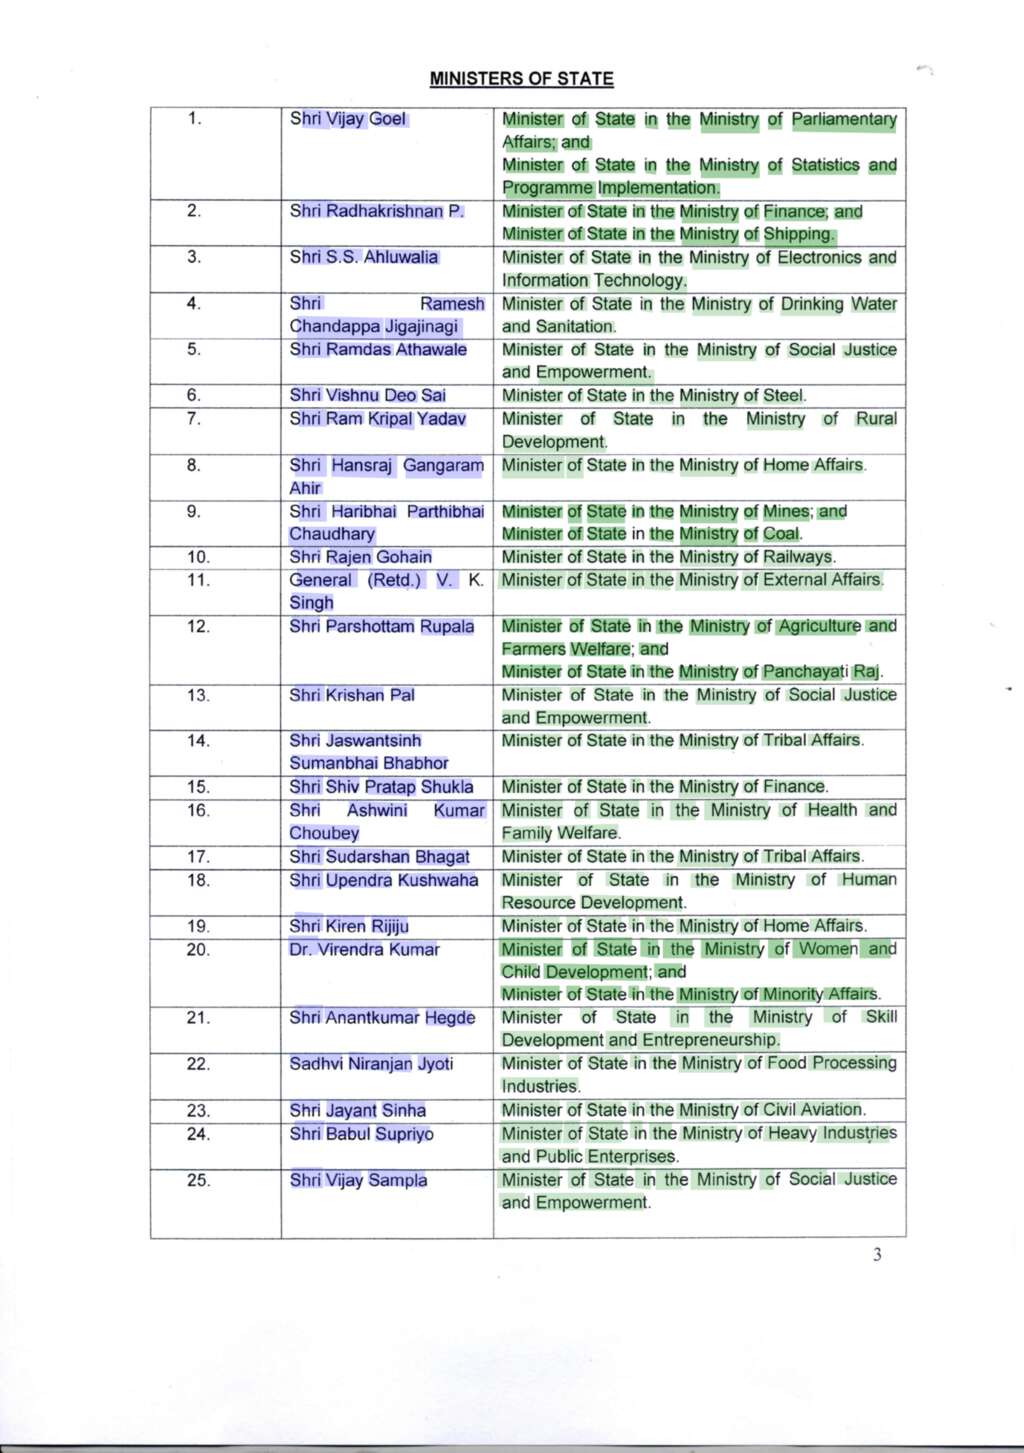 MINISTERS OF STATE
1. Shri Vijay Goel Minister of State in the Ministry of Parliamentary
Affairs; and
Minister of State in the Ministry of Statistics and
Programme Implementation.
2. Shri Radhakrishnan P. Minister of State in the Ministry of Finance; and
Minister of State in the Ministry of Shipping.
3. Shri S.S. Ahluwalia Minister of State in the Ministry of Electronics and
Information Technology.
4. Shri Ramesh Minister of State in the Ministry of Drinking Water
Chandappa Jigajinagi and Sanitation.
5. Shri Ramdas Athawale Minister of State in the Ministry of Social Justice
and Empowerment.
6. Shri Vishnu Deo Sai Minister of State in the Ministry of Steel.
7. Shri Ram Kripal Yadav Minister of State in the Ministry of Rural
Development.
8. Shri Hansraj Gangaram Minister of State in the Ministry of Home Affairs.
Ahir
9. Shri Haribhai Parthibhai Minister of State in the Ministry of Mines; and
Chaudhary Minister of State in the Ministry of Coal.
10. Shri Rajen Gohain Minister of State in the Ministry of Railways.
11. General (Retd.) V. K. Minister of State in the Ministry of External Affairs.
Singh
12. Shri Parshottam Rupala Minister of State in the Ministry of Agriculture and
Farmers Welfare; and
Minister of State in the Ministry of Panchayati Raj.
13. Shri Krishan Pal Minister of State in the Ministry of Social Justice
and Empowerment.
14. Shri Jaswantsinh Minister of State in the Ministry of Tribal Affairs.
Sumanbhai Bhabhor
15. Shri Shiv Pratap Shukla Minister of State in the Ministry of Finance.
16. Shri Ashwini Kumar Minister of State in the Ministry of Health and
Choubey Family Welfare.
17. Shri Sudarshan Bhagat Minister of State in the Ministry of Tribal Affairs.
18. Shri Upendra Kushwaha Minister of State in the Ministry of Human
Resource Development.
19. Shri Kiren Rijiju Minister of State in the Ministry of Home Affairs.
20. Dr. Virendra Kumar Minister of State in the Ministry of Women and
Child Development; and
Minister of State in the Ministry of Minority Affairs.
21. Shri Anantkumar Hegde Minister of State in the Ministry of Skill
Development and Entrepreneurship.
22. Sadhvi Niranjan Jyoti Minister of State in the Ministry of Food Processing
Industries.
23. Shri Jayant Sinha Minister of State in the Ministry of Civil Aviation.
24. Shri Babul Supriyo Minister of State in the Ministry of Heavy Industries
and Public Enterprises.
25. Shri Vijay Sampla Minister of State in the Ministry of Social Justice
and Empowerment.
3